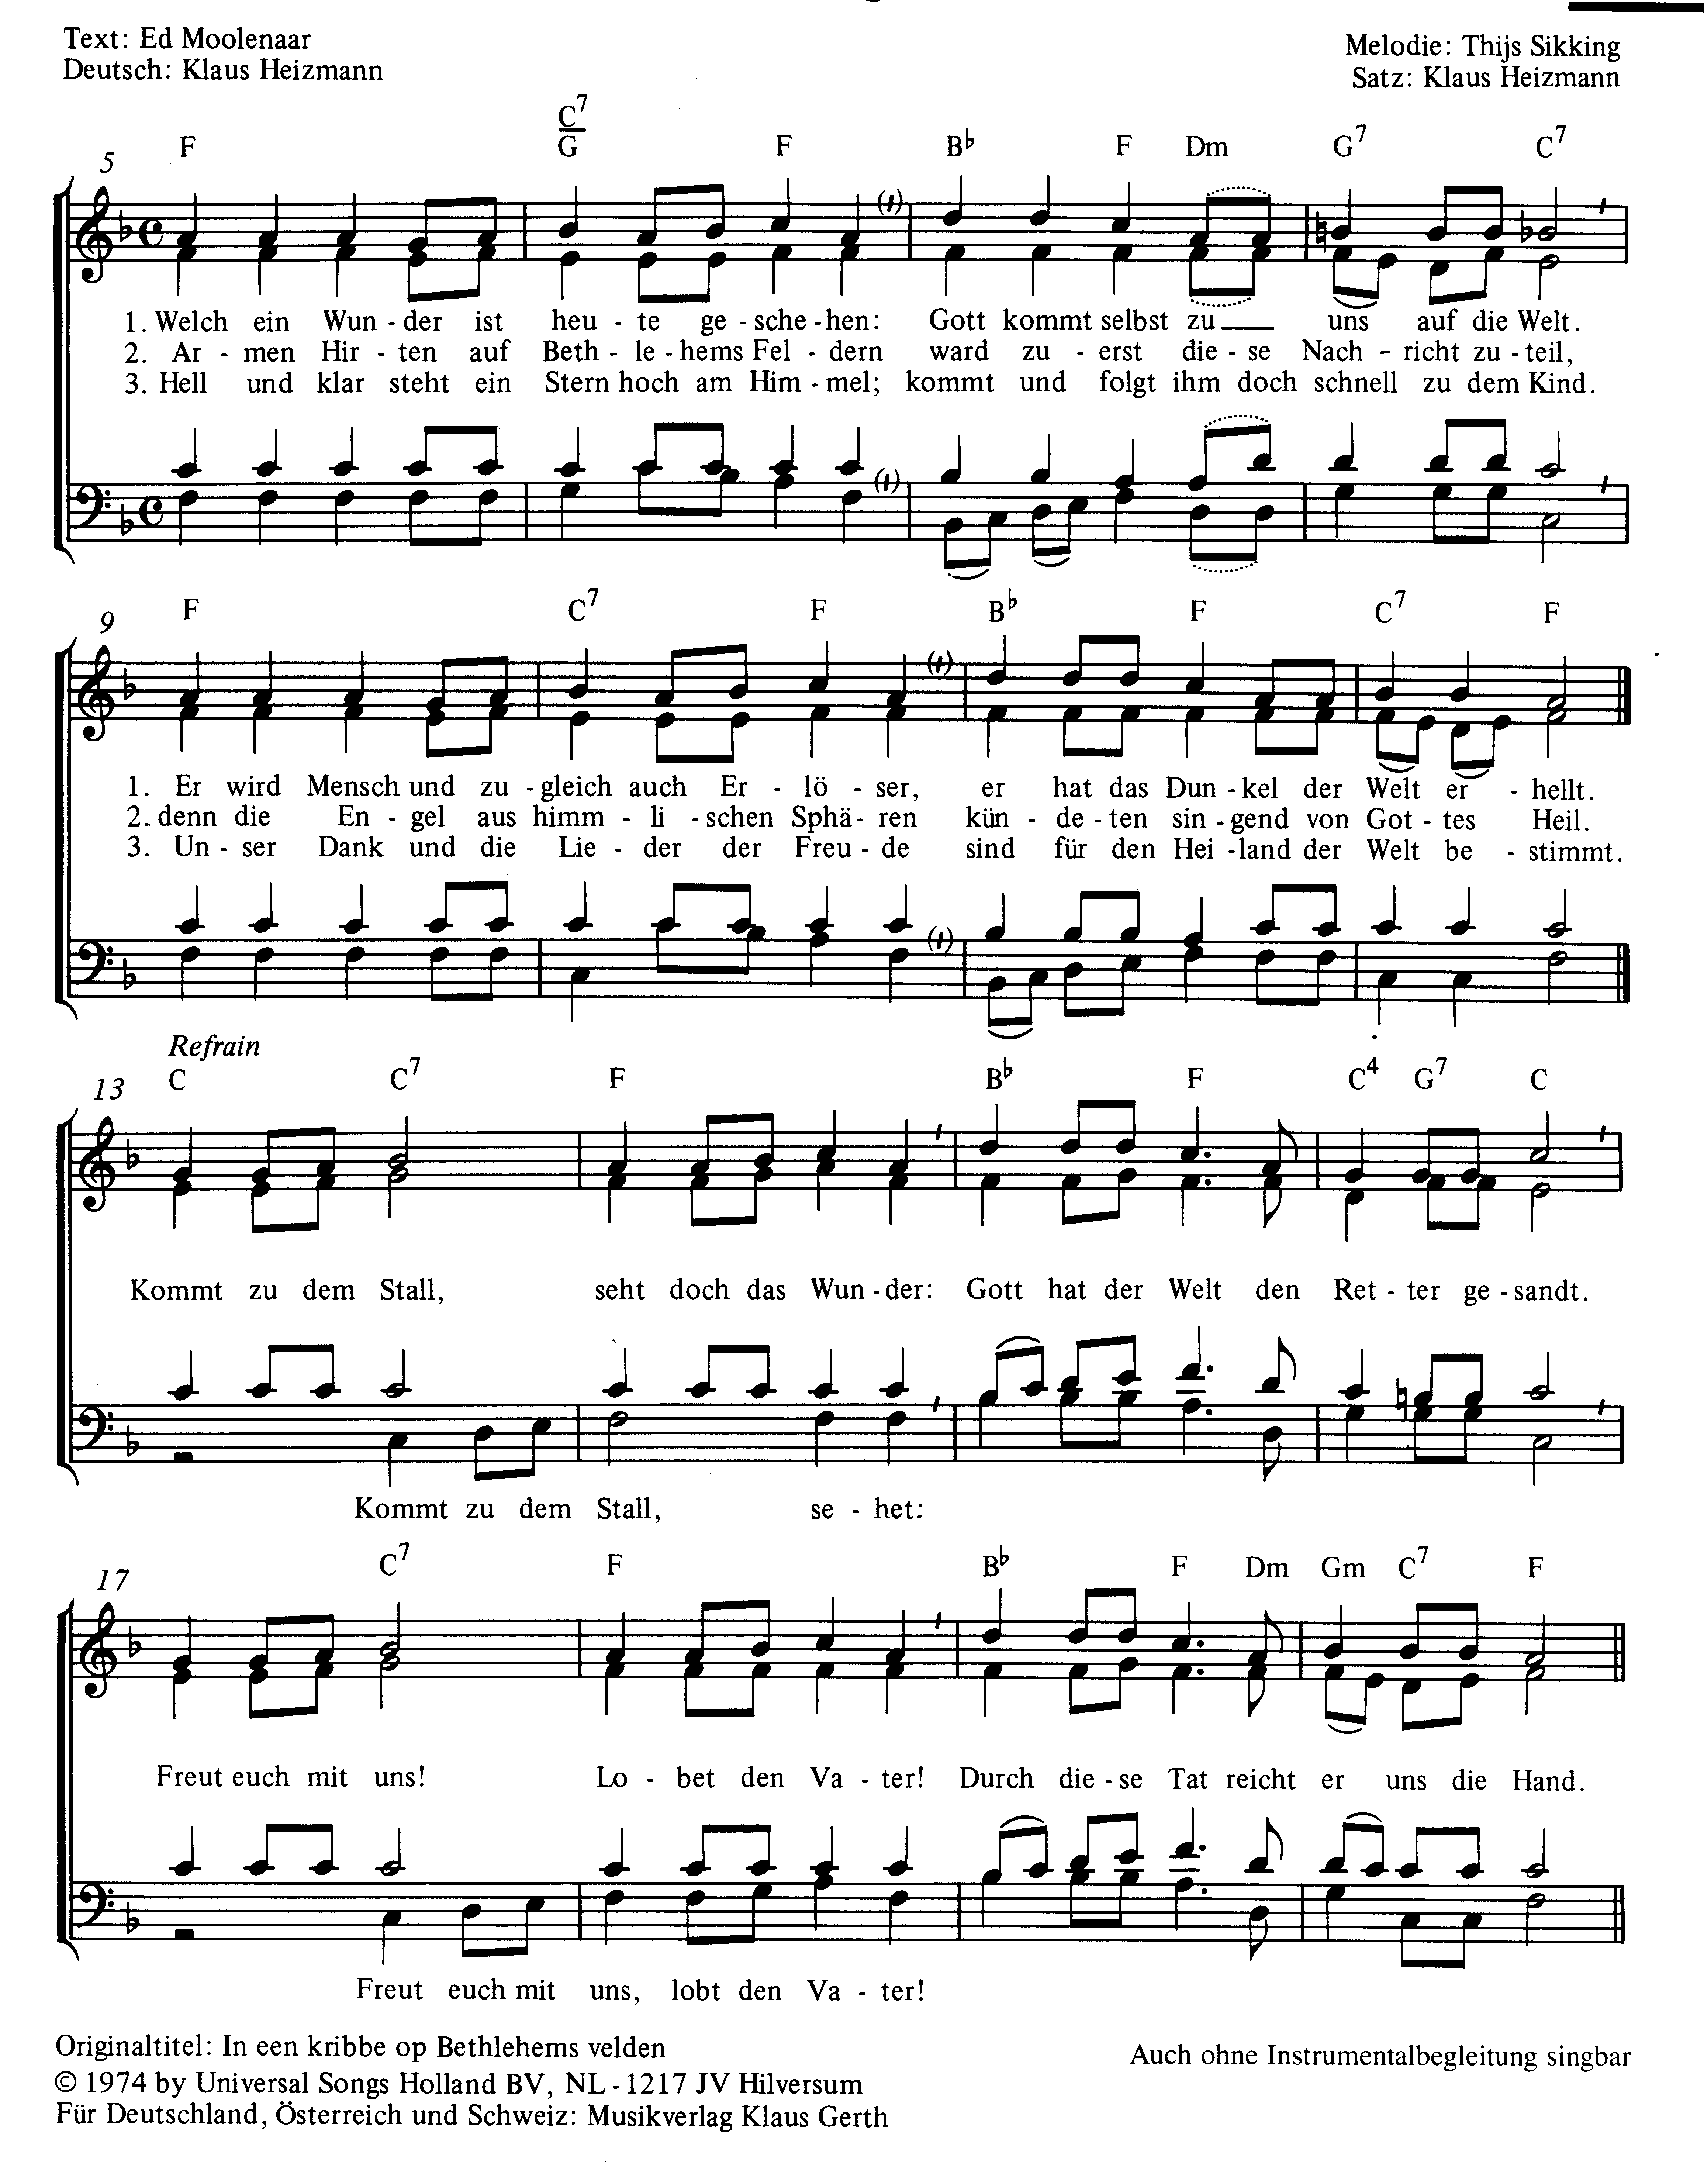 Text: Ed Moolenaar
Deutsch: Klaus Heizmann
Melodie: Thijs Sikking
Satz: Klaus Heizmann
5 F C7/G F B♭ F Dm G7 C7
1. Welch ein Wun - der ist heu - te ge - sche - hen: Gott kommt selbst zu uns auf die Welt.
2. Ar - men Hir - ten auf Beth - le - hems Fel - dern ward zu - erst die - se Nach - richt zu - teil,
3. Hell und klar steht ein Stern hoch am Him - mel; kommt und folgt ihm doch schnell zu dem Kind.
9 F C7 F B♭ F C7 F
1. Er wird Mensch und zu - gleich auch Er - lö - ser, er hat das Dun - kel der Welt er - hellt.
2. denn die En - gel aus himm - li - schen Sphä - ren kün - de - ten sin - gend von Got - tes Heil.
3. Un - ser Dank und die Lie - der der Freu - de sind für den Hei - land der Welt be - stimmt.
Refrain
13 C C7 F B♭ F C4 G7 C
Kommt zu dem Stall, seht doch das Wun - der: Gott hat der Welt den Ret - ter ge - sandt.
Kommt zu dem Stall, se - het:
17 C7 F B♭ F Dm Gm C7 F
Freut euch mit uns! Lo - bet den Va - ter! Durch die - se Tat reicht er uns die Hand.
Freut euch mit uns, lobt den Va - ter!
Originaltitel: In een kribbe op Bethlehems velden
© 1974 by Universal Songs Holland BV, NL - 1217 JV Hilversum
Für Deutschland, Österreich und Schweiz: Musikverlag Klaus Gerth
Auch ohne Instrumentalbegleitung singbar